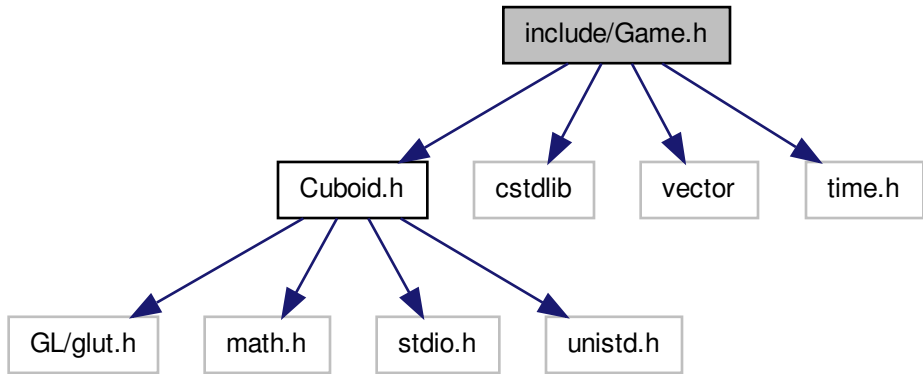 include/Game.h
Cuboid.h
cstdlib
vector
time.h
GL/glut.h
math.h
stdio.h
unistd.h